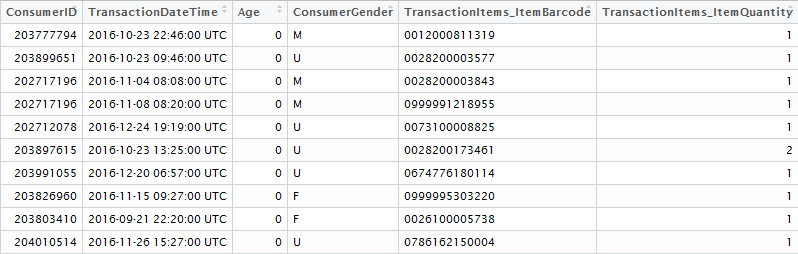 ConsumerID TransactionDateTime Age ConsumerGender TransactionItems_ItemBarcode TransactionItems_ItemQuantity
203777794 2016-10-23 22:46:00 UTC 0 M 0012000811319 1
203899651 2016-10-23 09:46:00 UTC 0 U 0028200003577 1
202717196 2016-11-04 08:08:00 UTC 0 M 0028200003843 1
202717196 2016-11-08 08:20:00 UTC 0 M 0999991218955 1
202712078 2016-12-24 19:19:00 UTC 0 U 0073100008825 1
203897615 2016-10-23 13:25:00 UTC 0 U 0028200173461 2
203991055 2016-12-20 06:57:00 UTC 0 U 0674776180114 1
203826960 2016-11-15 09:27:00 UTC 0 F 0999995303220 1
203803410 2016-09-21 22:20:00 UTC 0 F 0026100005738 1
204010514 2016-11-26 15:27:00 UTC 0 U 0786162150004 1